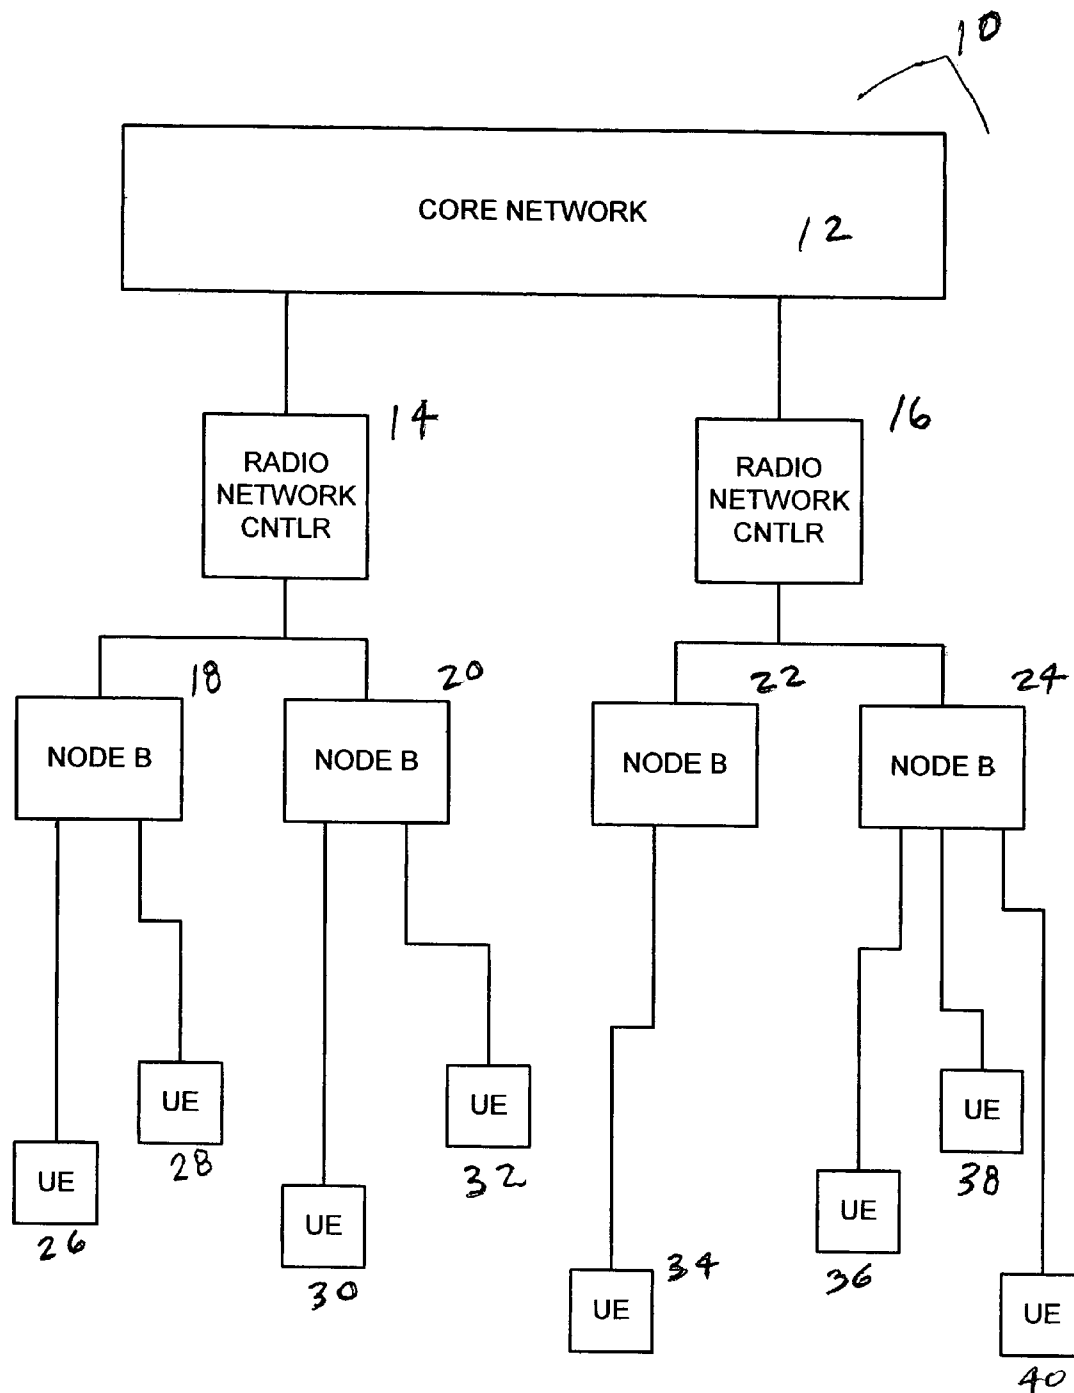 10
CORE NETWORK
12
14
RADIO
NETWORK
CNTLR
16
RADIO
NETWORK
CNTLR
18
NODE B
20
NODE B
22
NODE B
24
NODE B
UE
26
UE
28
UE
30
UE
32
UE
34
UE
36
UE
38
UE
40